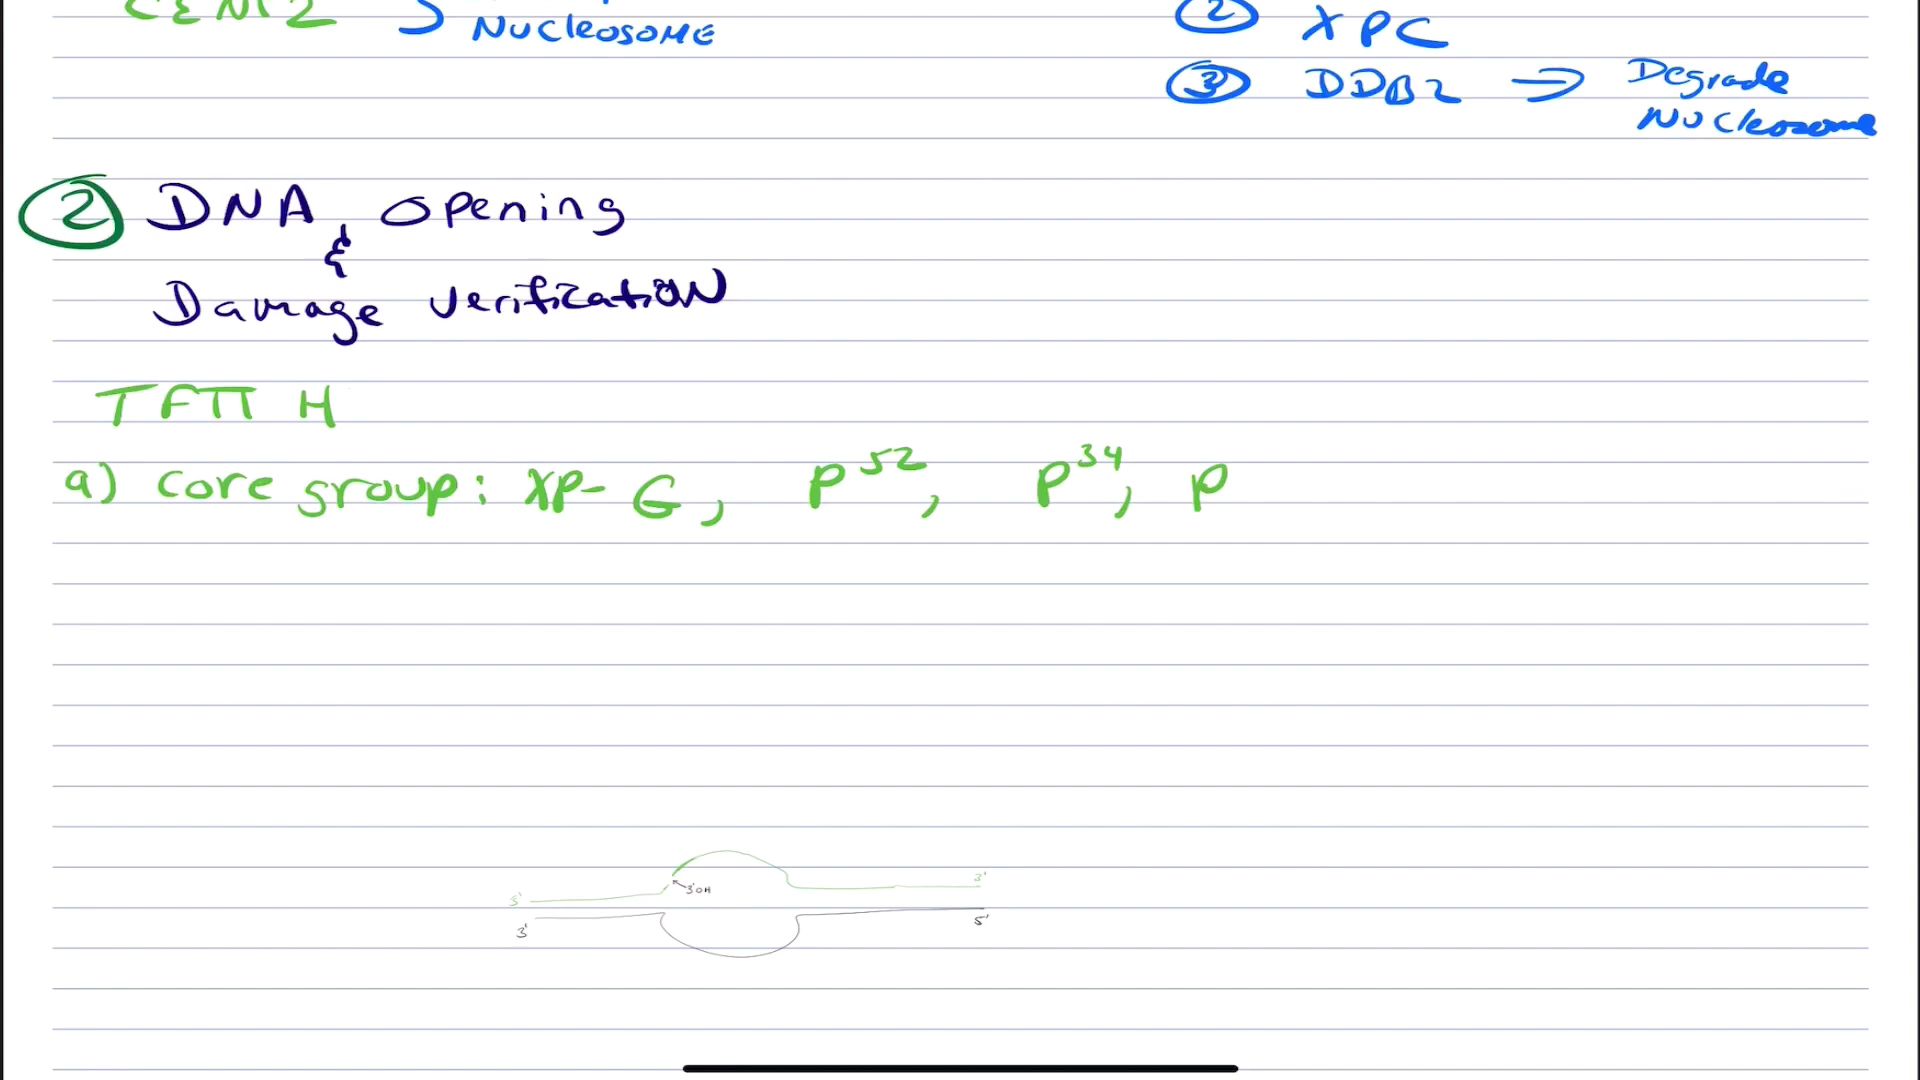 CEN2
Nucleosome
② XPC
③ DDB2 ⇒ Degrade
Nucleosome
② DNA opening
&
Damage verification
TFII H
a) core group: XP-G, P⁵², P³⁴, P
3'OH
5' 3'
3' 5'